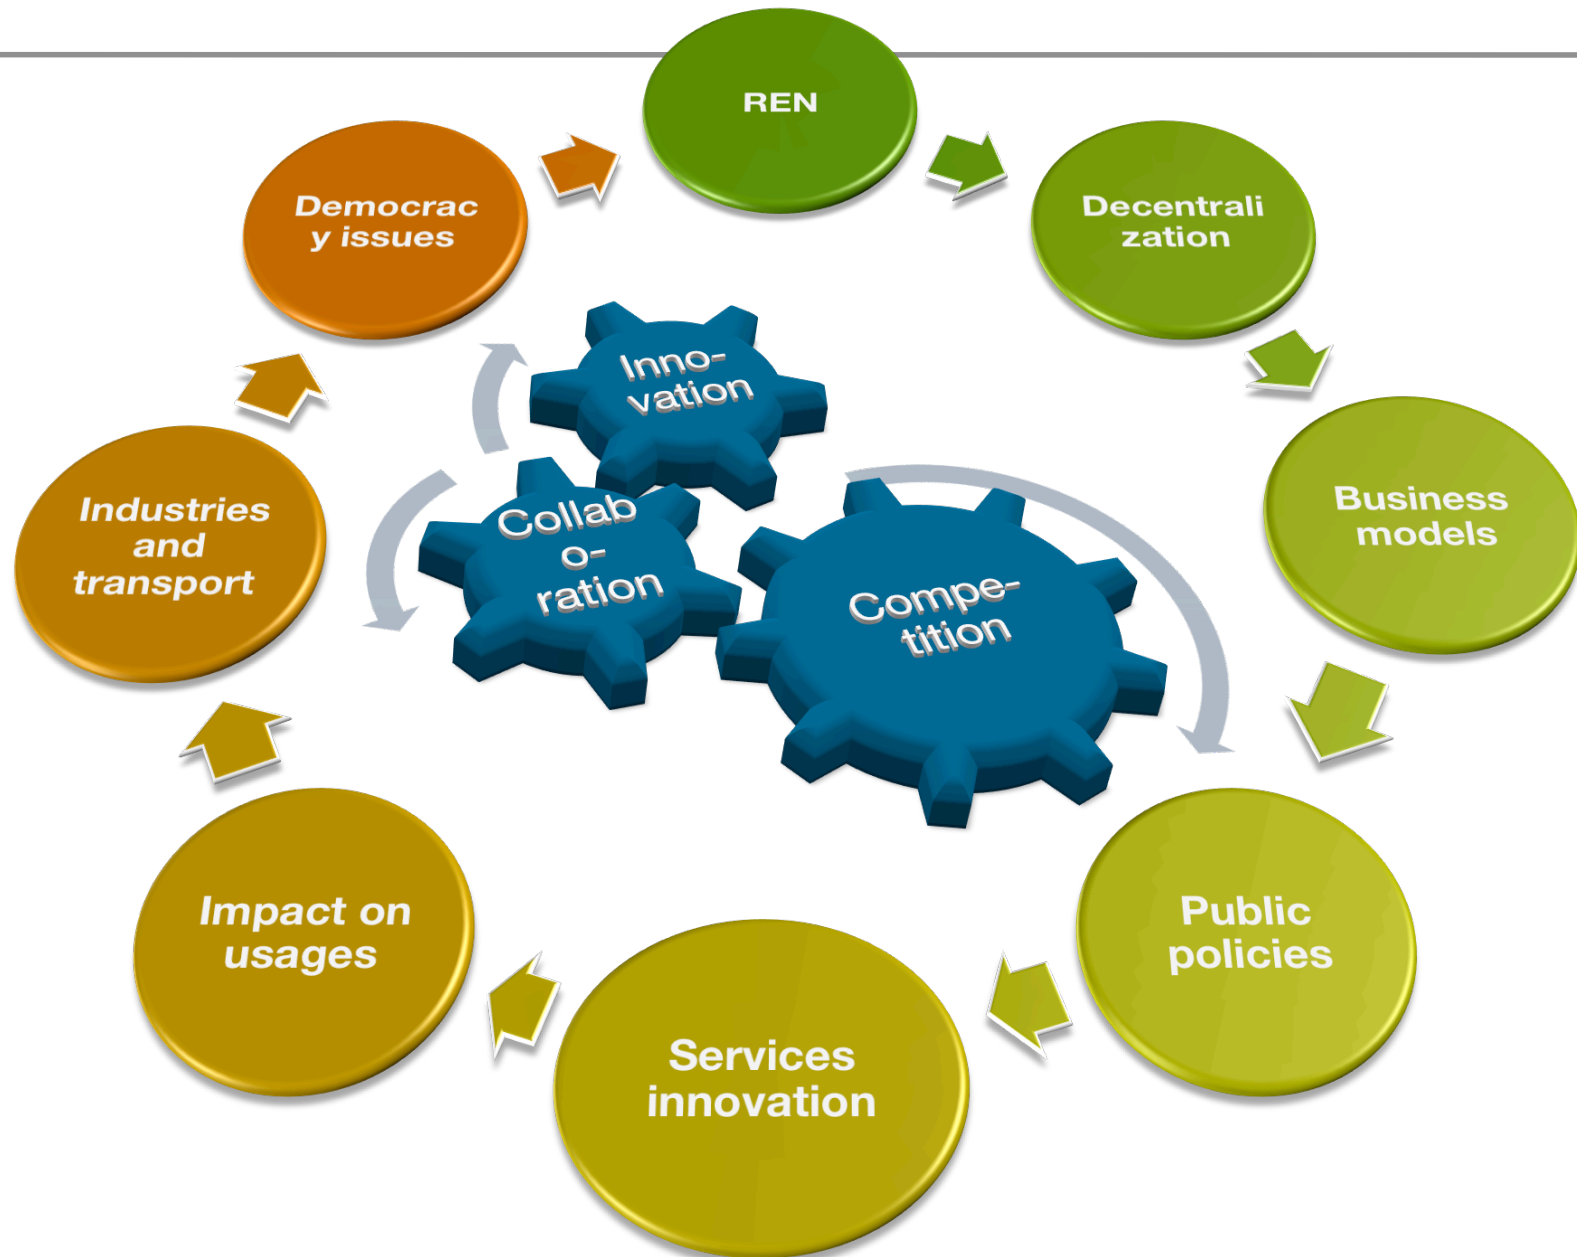 REN
Decentrali
zation
Business
models
Public
policies
Services
innovation
Impact on
usages
Industries
and
transport
Democrac
y issues
Inno-
vation
Collab
o-
ration
Compe-
tition